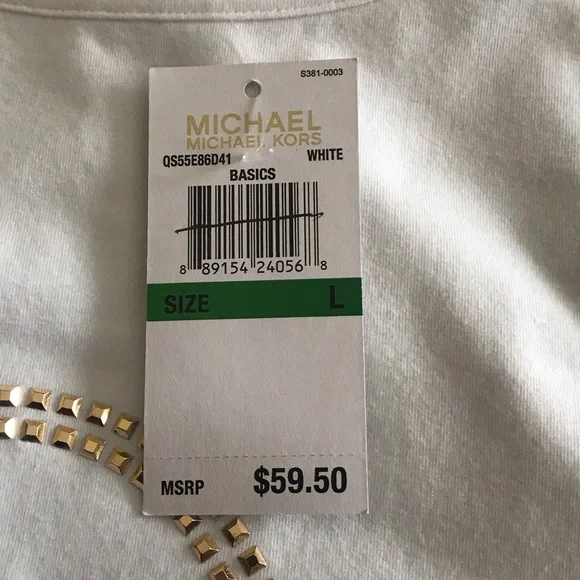 S381-0003
MICHAEL
MICHAEL KORS
QS55E86D41 WHITE
BASICS
8 89154 24056 8
SIZE L
MSRP $59.50